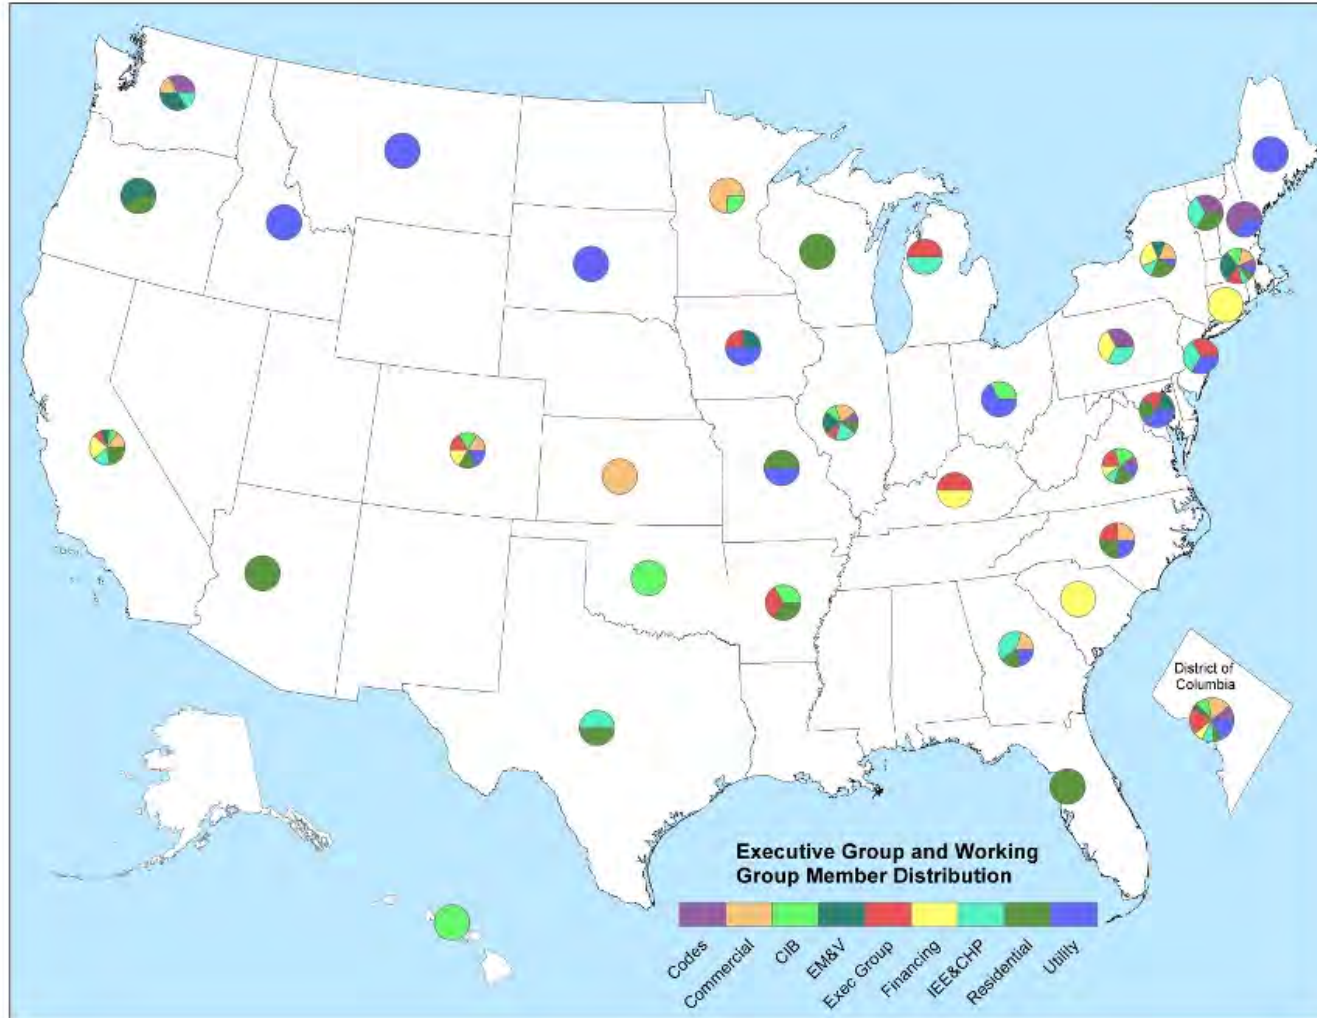 District of
Columbia
Executive Group and Working
Group Member Distribution
Codes
Commercial
CIB
EM&V
Exec Group
Financing
IEE&CHP
Residential
Utility